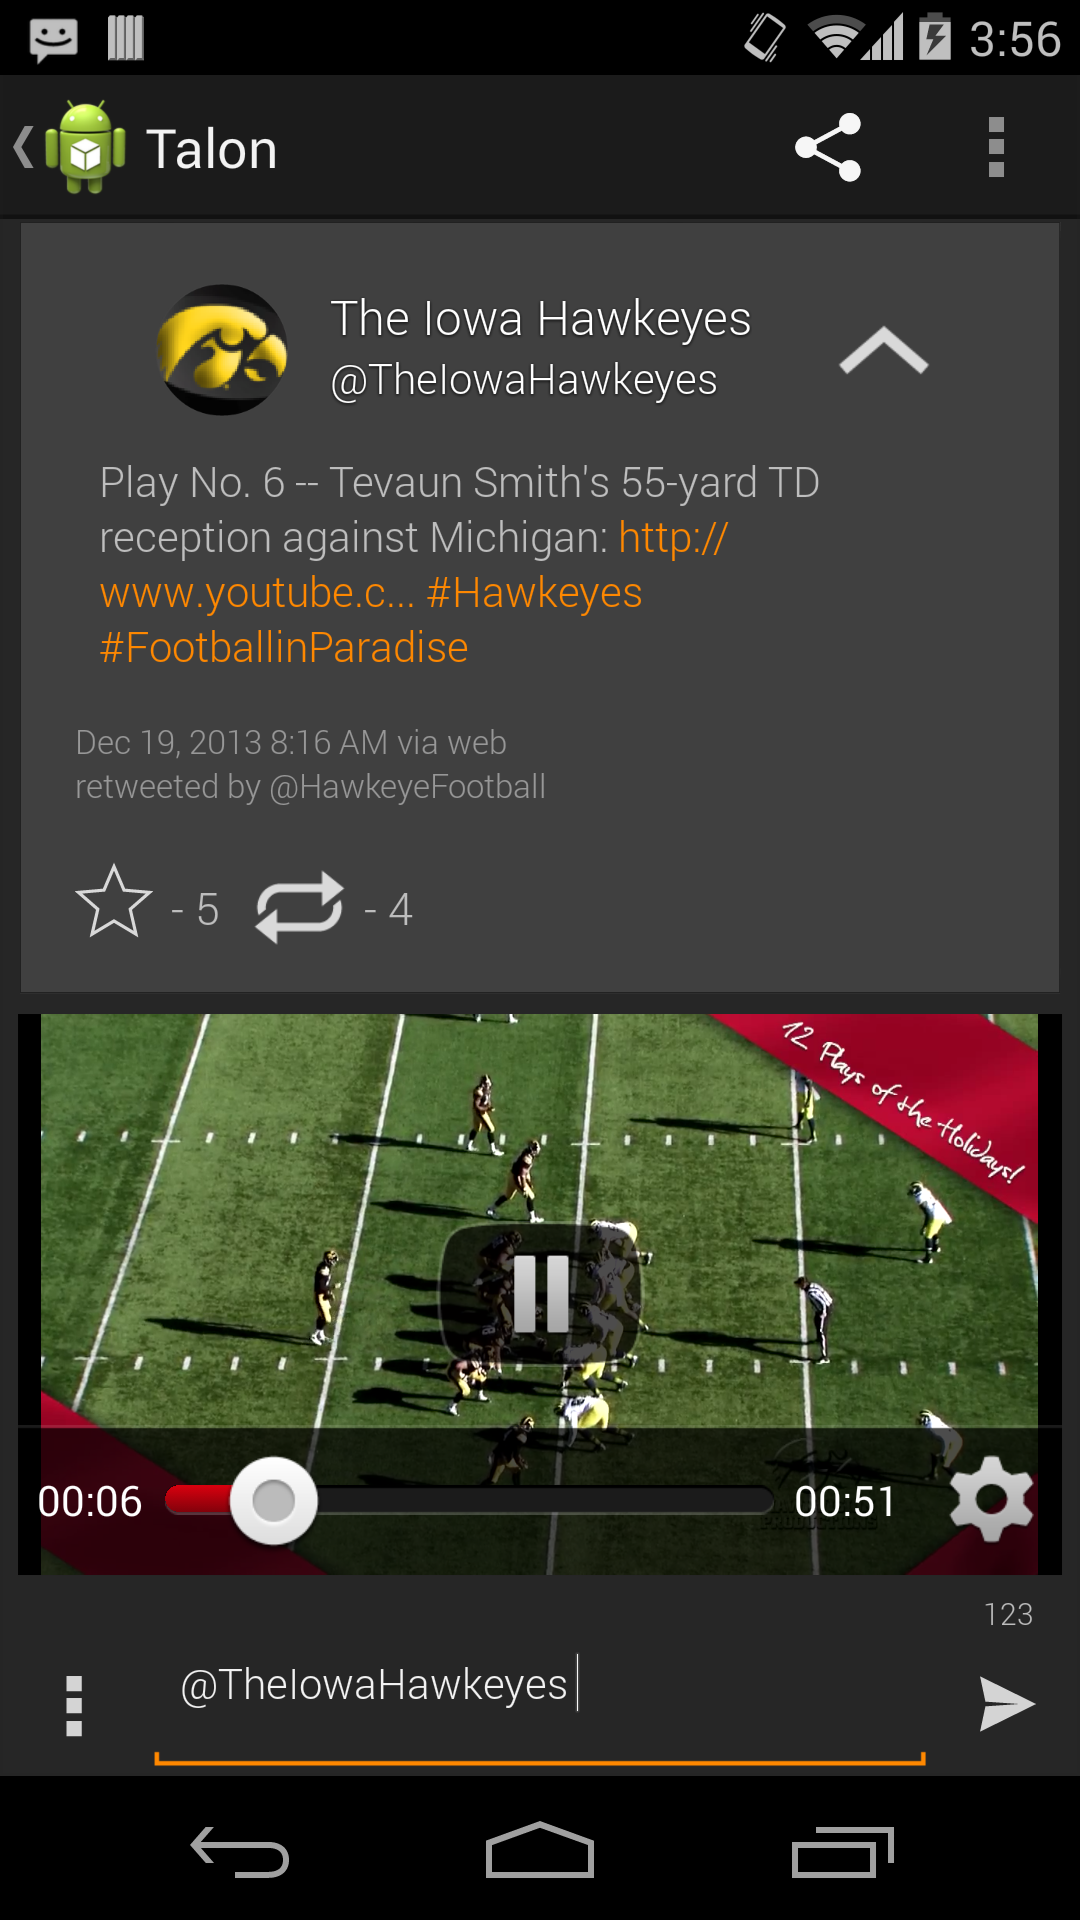 3:56
Talon
The Iowa Hawkeyes
@TheIowaHawkeyes
Play No. 6 -- Tevaun Smith's 55-yard TD
reception against Michigan: http://
www.youtube.c... #Hawkeyes
#FootballinParadise
Dec 19, 2013 8:16 AM via web
retweeted by @HawkeyeFootball
- 5
- 4
12 Plays of the Holidays!
00:06
00:51
123
@TheIowaHawkeyes